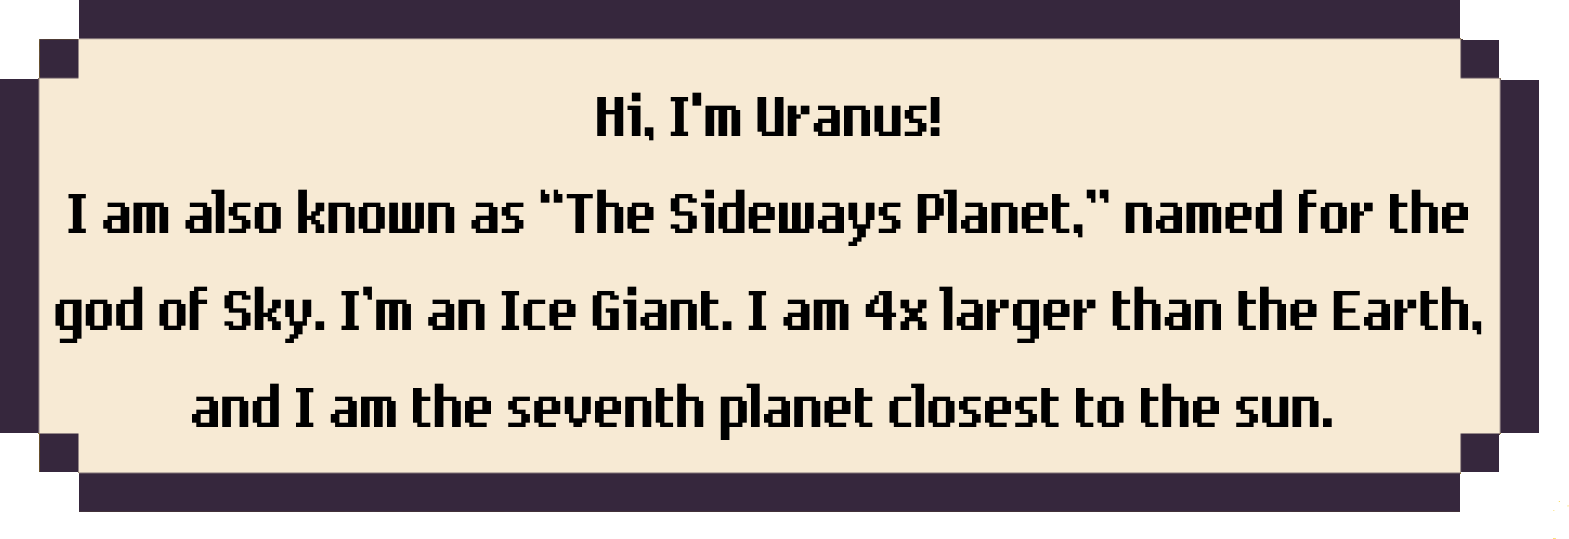 Hi, I'm Uranus!
I am also known as “The Sideways Planet,” named for the
god of Sky. I'm an Ice Giant. I am 4x larger than the Earth,
and I am the seventh planet closest to the sun.